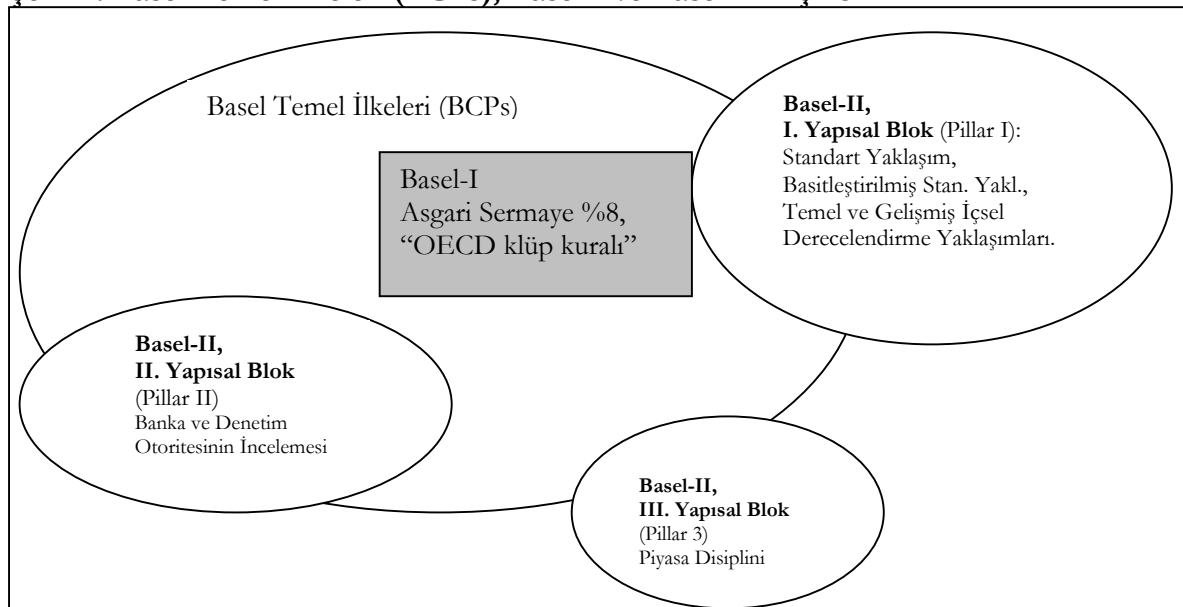 Basel Temel İlkeleri (BCPs)
Basel-I
Asgari Sermaye %8,
“OECD klüp kuralı”
Basel-II,
I. Yapısal Blok (Pillar I):
Standart Yaklaşım,
Basitleştirilmiş Stan. Yakl.,
Temel ve Gelişmiş İçsel
Derecelendirme Yaklaşımları.
Basel-II,
II. Yapısal Blok
(Pillar II)
Banka ve Denetim
Otoritesinin İncelemesi
Basel-II,
III. Yapısal Blok
(Pillar 3)
Piyasa Disiplini